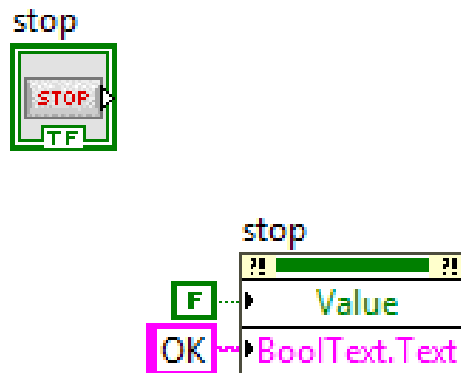 stop
STOP
TF
stop
?! ?!
F Value
OK BoolText.Text